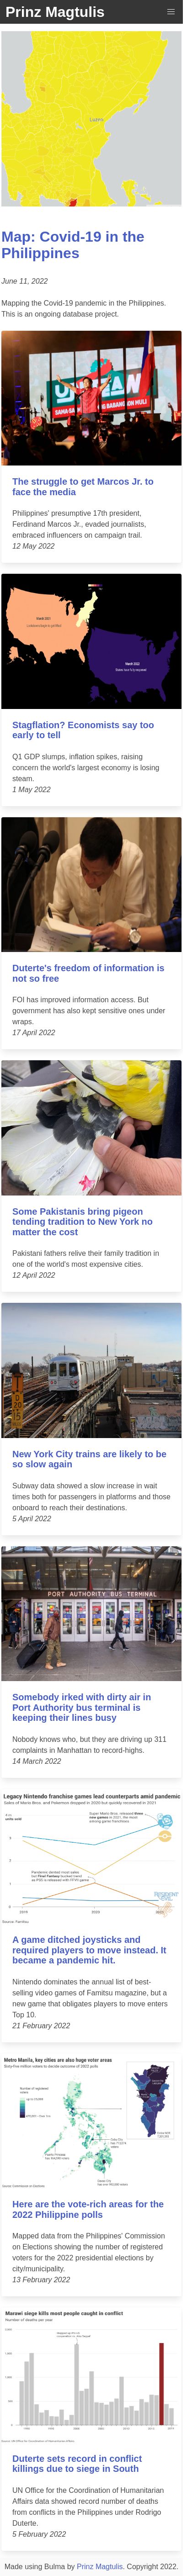 Prinz Magtulis
Luzon
Map: Covid-19 in the
Philippines
June 11, 2022
Mapping the Covid-19 pandemic in the Philippines.
This is an ongoing database project.
The struggle to get Marcos Jr. to
face the media
Philippines' presumptive 17th president,
Ferdinand Marcos Jr., evaded journalists,
embraced influencers on campaign trail.
12 May 2022
Stagflation? Economists say too
early to tell
Q1 GDP slumps, inflation spikes, raising
concern the world's largest economy is losing
steam.
1 May 2022
Duterte's freedom of information is
not so free
FOI has improved information access. But
government has also kept sensitive ones under
wraps.
17 April 2022
Some Pakistanis bring pigeon
tending tradition to New York no
matter the cost
Pakistani fathers relive their family tradition in
one of the world's most expensive cities.
12 April 2022
New York City trains are likely to be
so slow again
Subway data showed a slow increase in wait
times both for passengers in platforms and those
onboard to reach their destinations.
5 April 2022
PORT AUTHORITY BUS TERMINAL
Somebody irked with dirty air in
Port Authority bus terminal is
keeping their lines busy
Nobody knows who, but they are driving up 311
complaints in Manhattan to record-highs.
14 March 2022
Legacy Nintendo franchise games lead counterparts amid pandemic
A game ditched joysticks and
required players to move instead. It
became a pandemic hit.
Nintendo dominates the annual list of best-
selling video games of Famitsu magazine, but a
new game that obligates players to move enters
Top 10.
21 February 2022
Metro Manila, key cities are also huge voter areas
Here are the vote-rich areas for the
2022 Philippine polls
Mapped data from the Philippines' Commission
on Elections showing the number of registered
voters for the 2022 presidential elections by
city/municipality.
13 February 2022
Marawi siege kills most people caught in conflict
Number of deaths per year
Duterte sets record in conflict
killings due to siege in South
UN Office for the Coordination of Humanitarian
Affairs data showed record number of deaths
from conflicts in the Philippines under Rodrigo
Duterte.
5 February 2022
Made using Bulma by Prinz Magtulis. Copyright 2022.